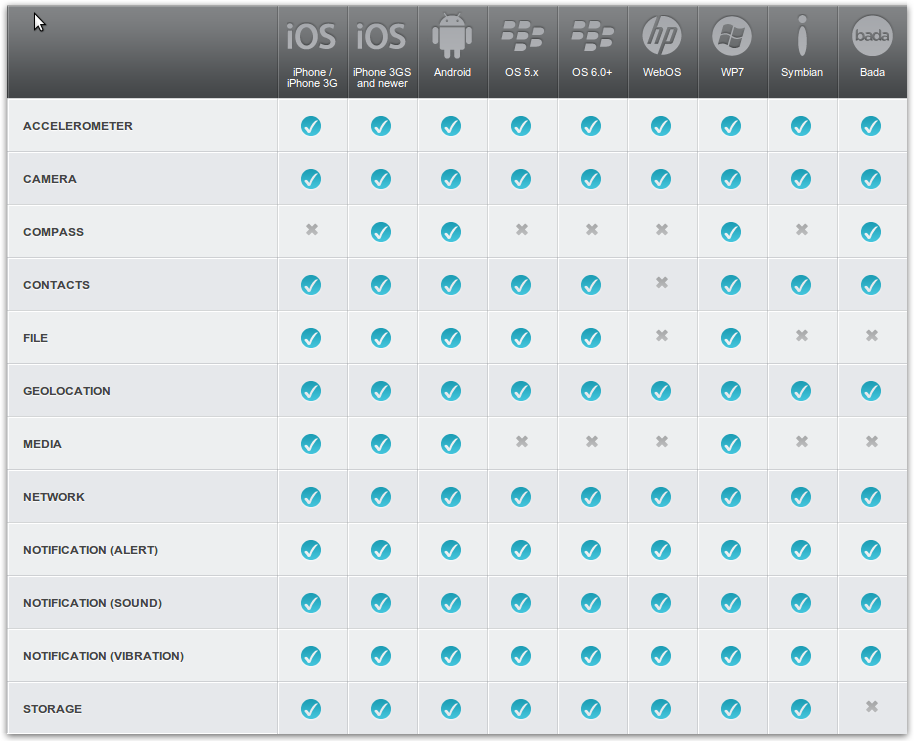 iOS iOS hp bada
iPhone / iPhone 3GS Android OS 5.x OS 6.0+ WebOS WP7 Symbian Bada
iPhone 3G and newer
ACCELEROMETER
CAMERA
COMPASS
CONTACTS
FILE
GEOLOCATION
MEDIA
NETWORK
NOTIFICATION (ALERT)
NOTIFICATION (SOUND)
NOTIFICATION (VIBRATION)
STORAGE